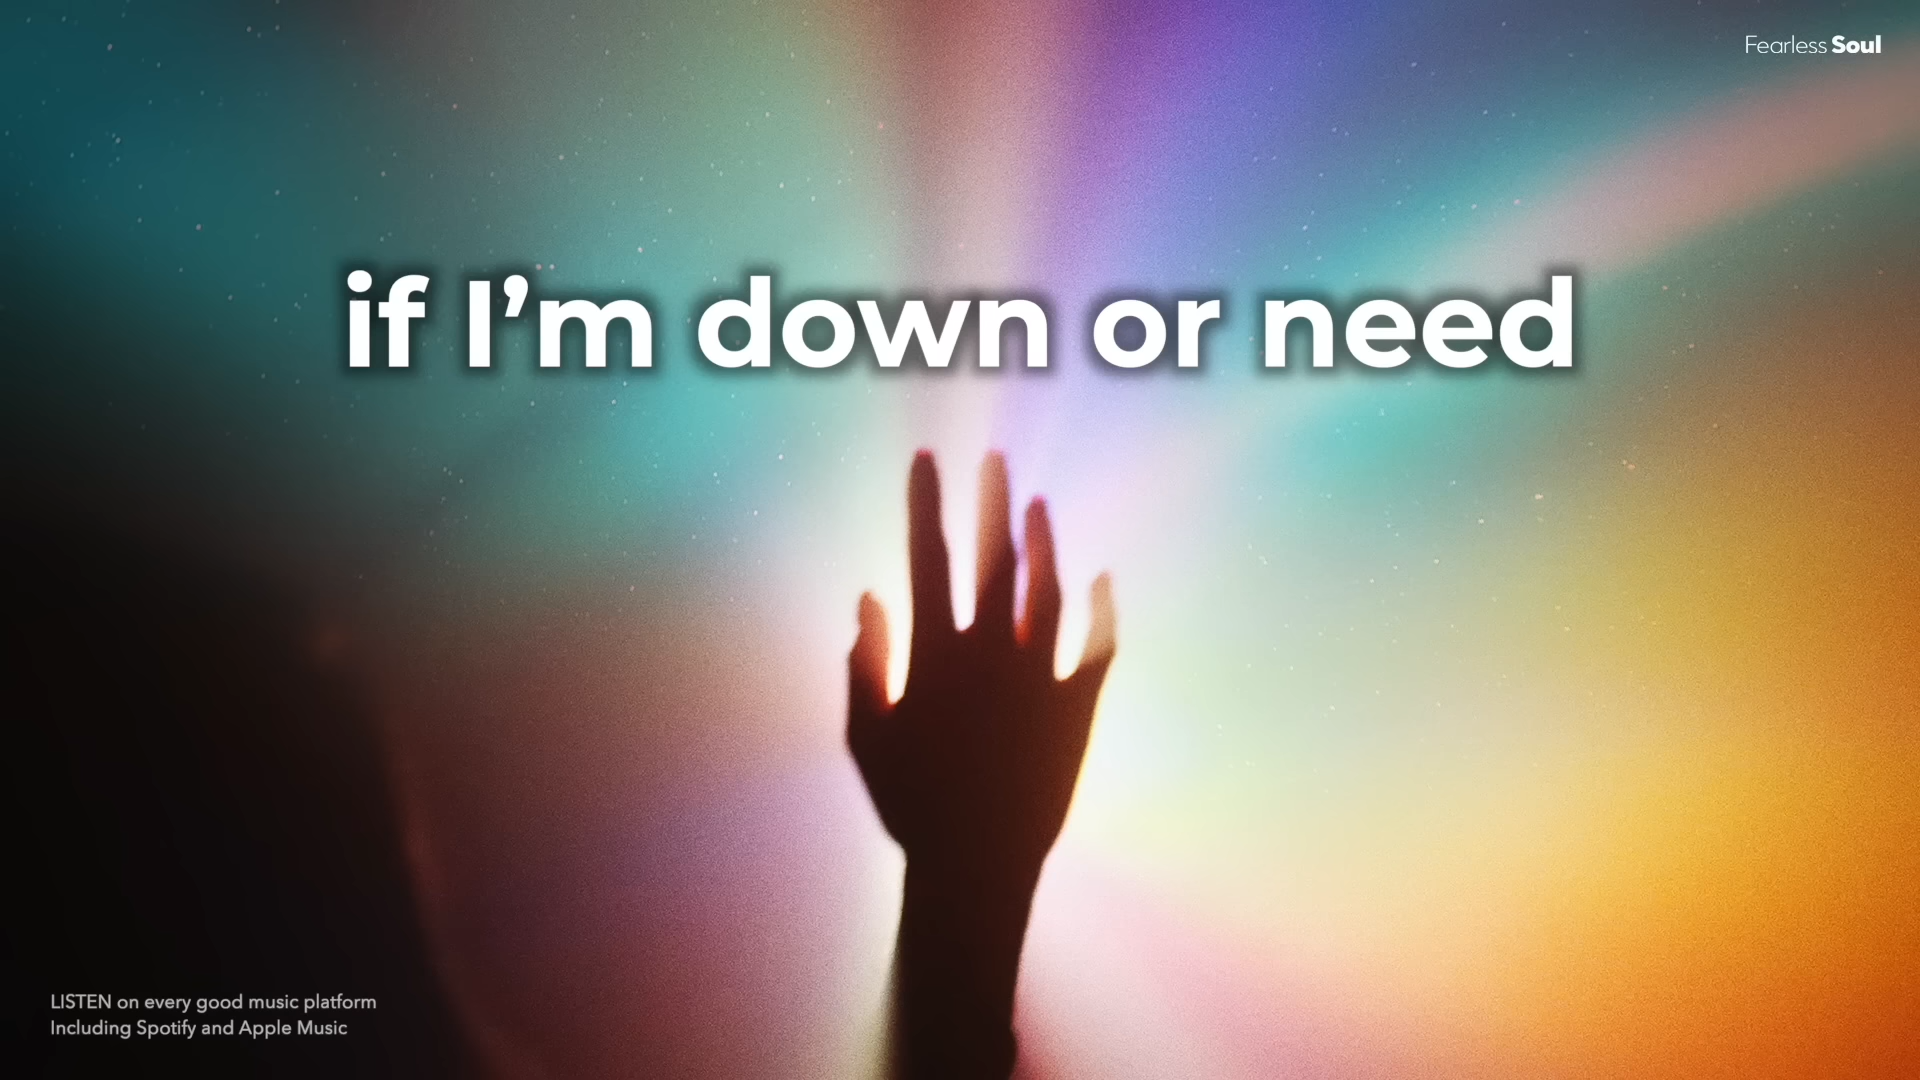 Fearless Soul
if I’m down or need
LISTEN on every good music platform
Including Spotify and Apple Music